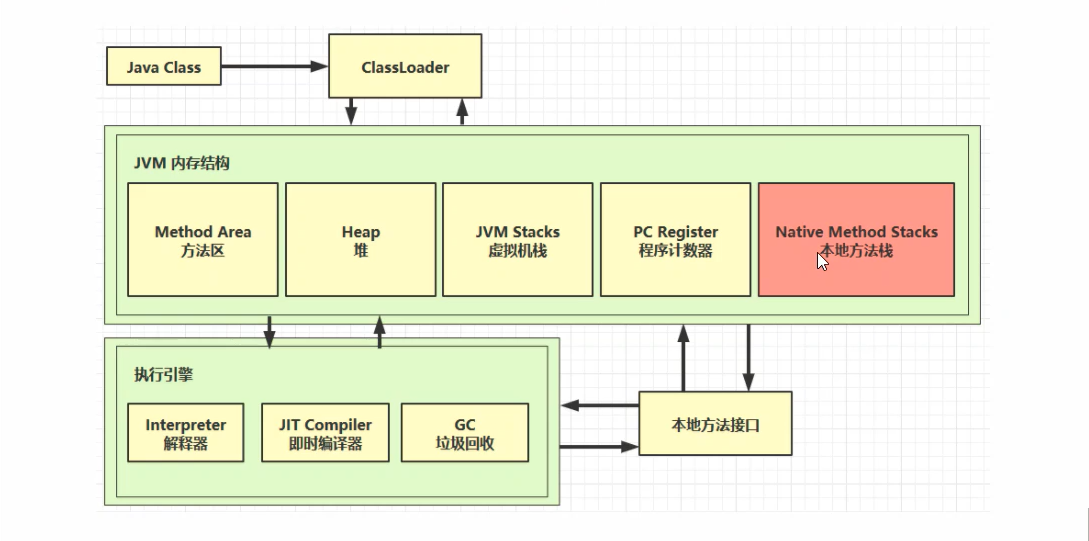 Java Class
ClassLoader
JVM 内存结构
Method Area
方法区
Heap
堆
JVM Stacks
虚拟机栈
PC Register
程序计数器
Native Method Stacks
本地方法栈
执行引擎
Interpreter
解释器
JIT Compiler
即时编译器
GC
垃圾回收
本地方法接口